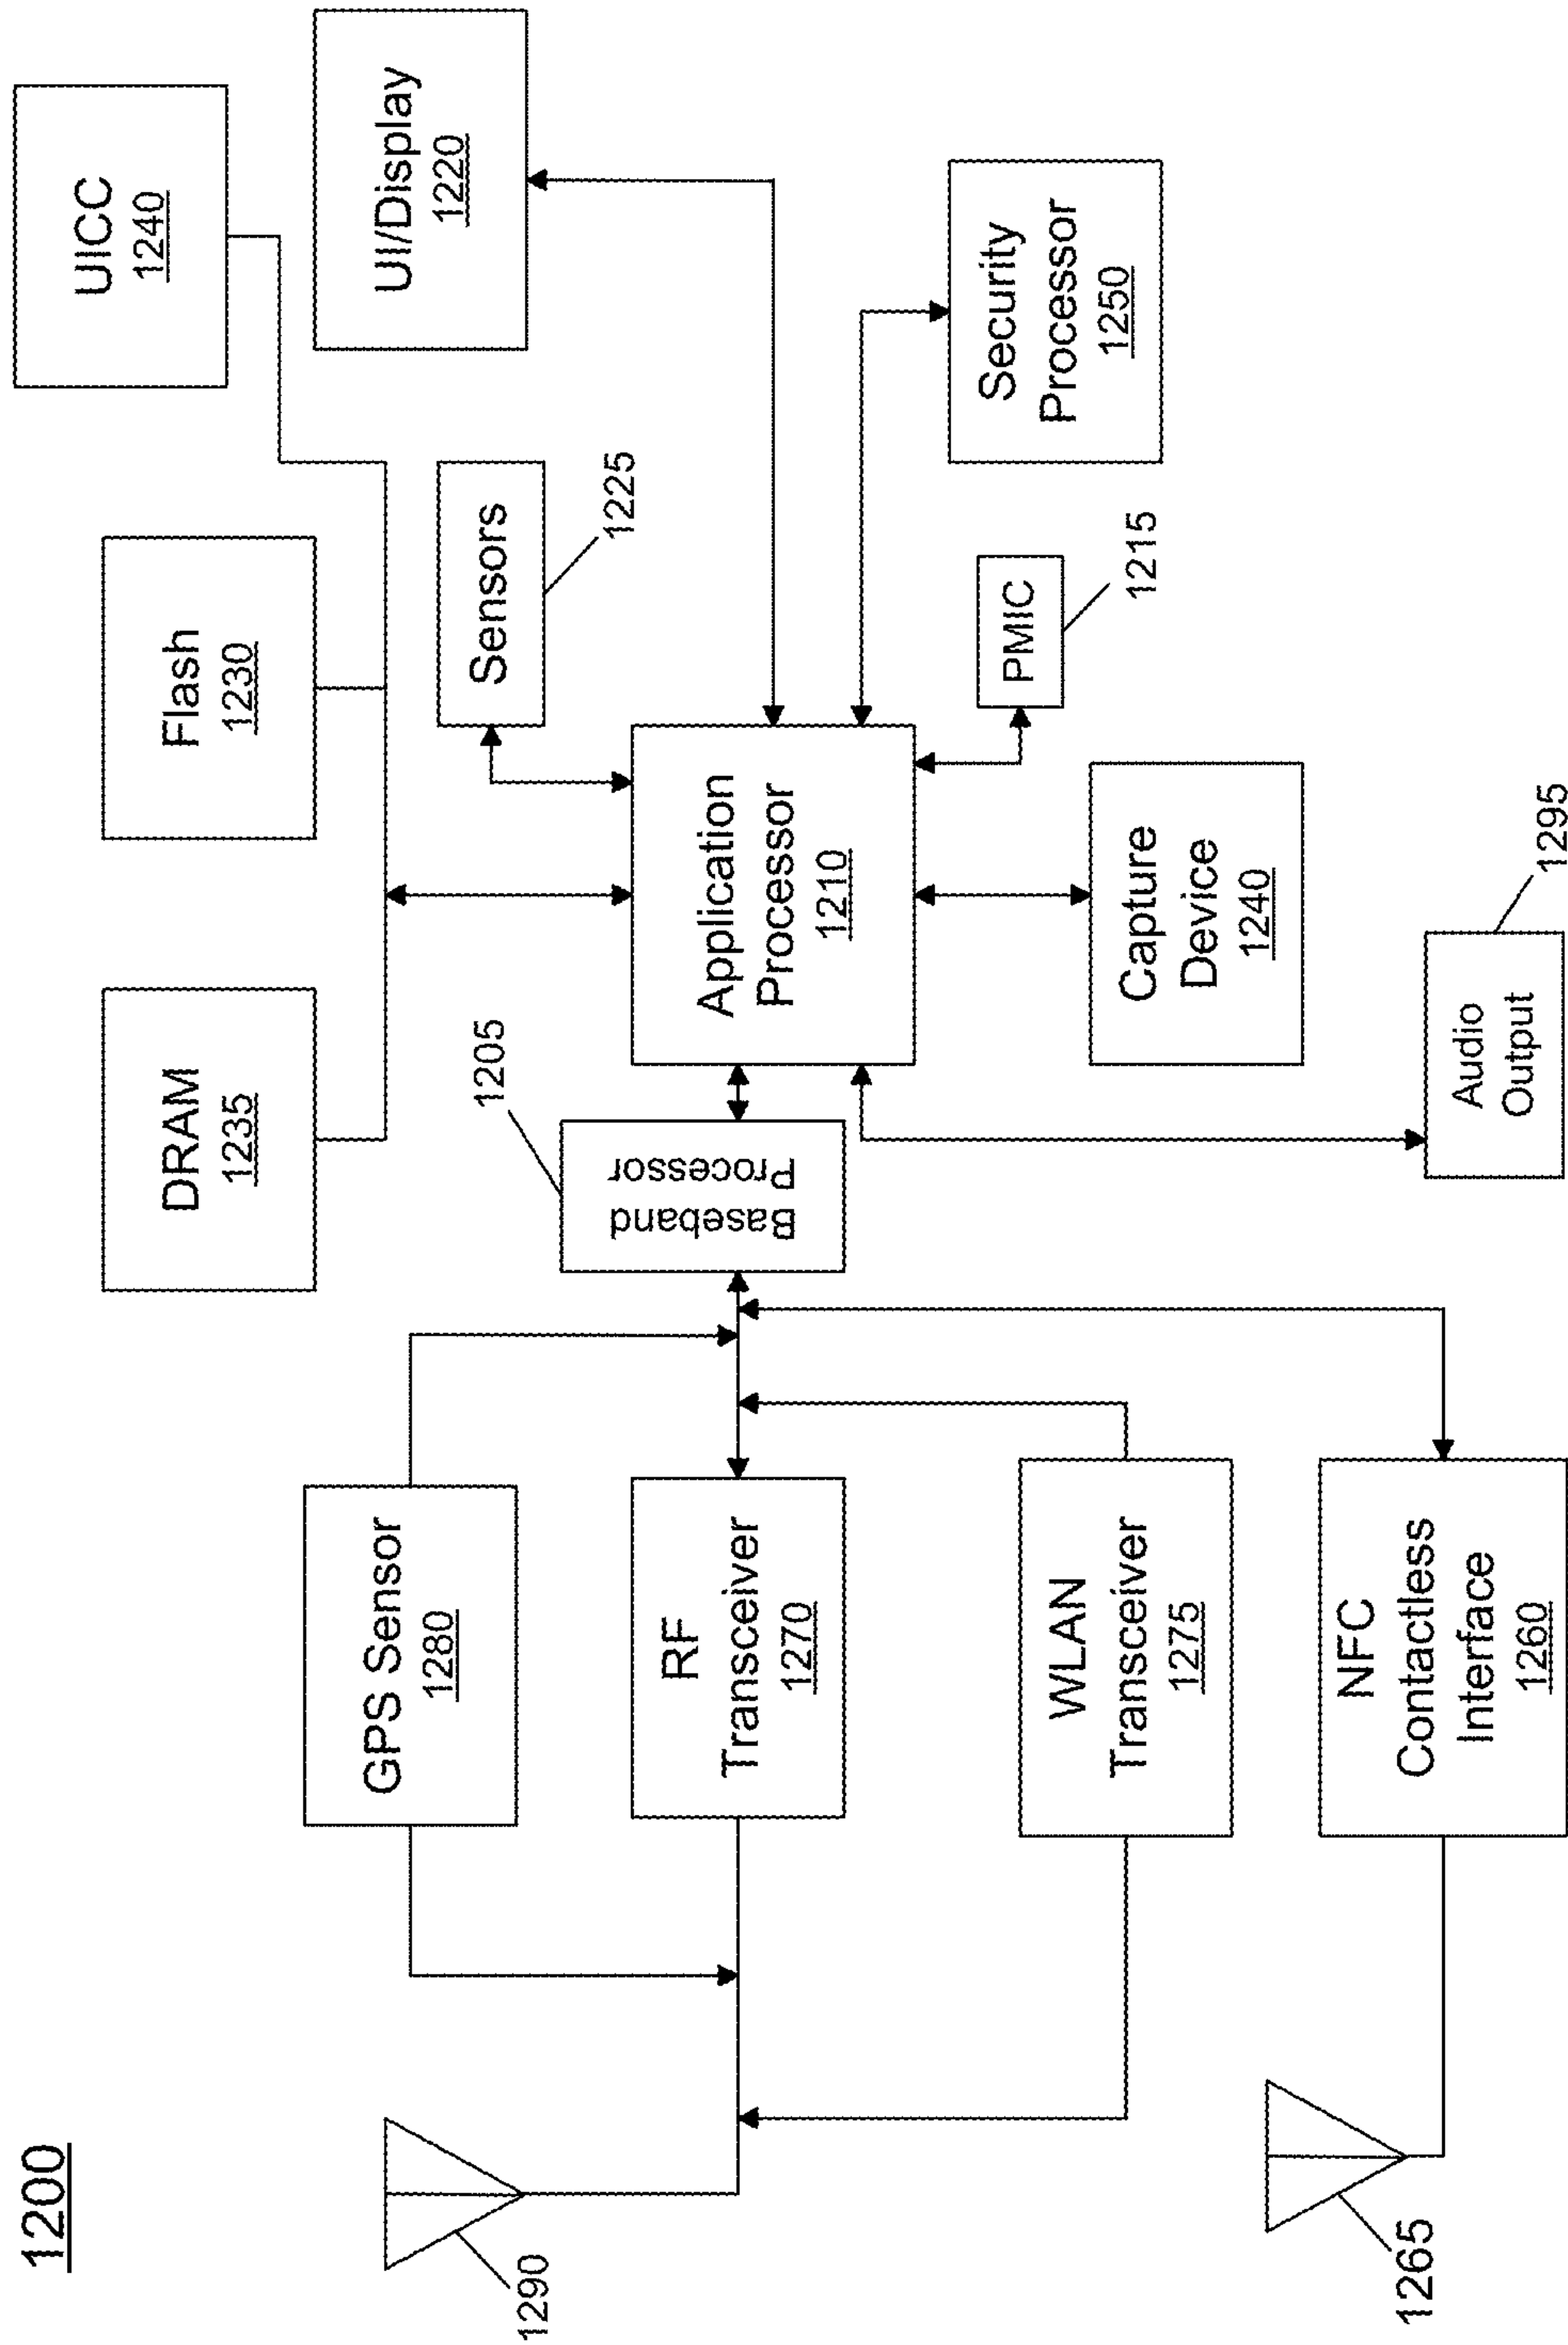 1200
UICC
1240
DRAM
1235
Flash
1230
UI/Display
1220
Sensors
1225
GPS Sensor
1280
1290
1205
Baseband
Processor
Application
Processor
1210
RF
Transceiver
1270
Security
Processor
1250
PMIC
1215
WLAN
Transceiver
1275
Capture
Device
1240
NFC
Contactless
Interface
1260
1265
Audio
Output
1295